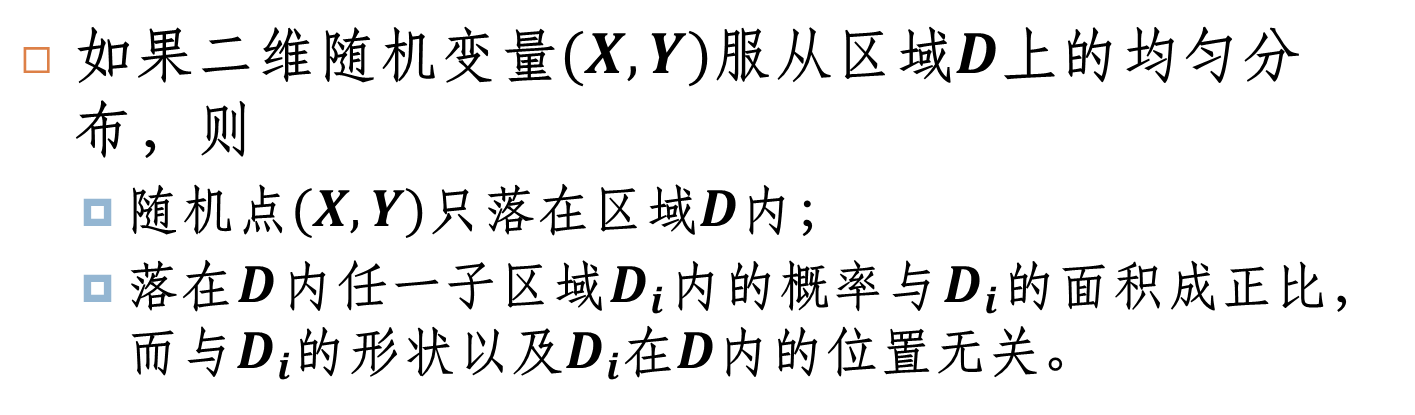 如果二维随机变量(X,Y)服从区域D上的均匀分
布，则
随机点(X,Y)只落在区域D内；
落在D内任一子区域Dᵢ内的概率与Dᵢ的面积成正比，
而与Dᵢ的形状以及Dᵢ在D内的位置无关。